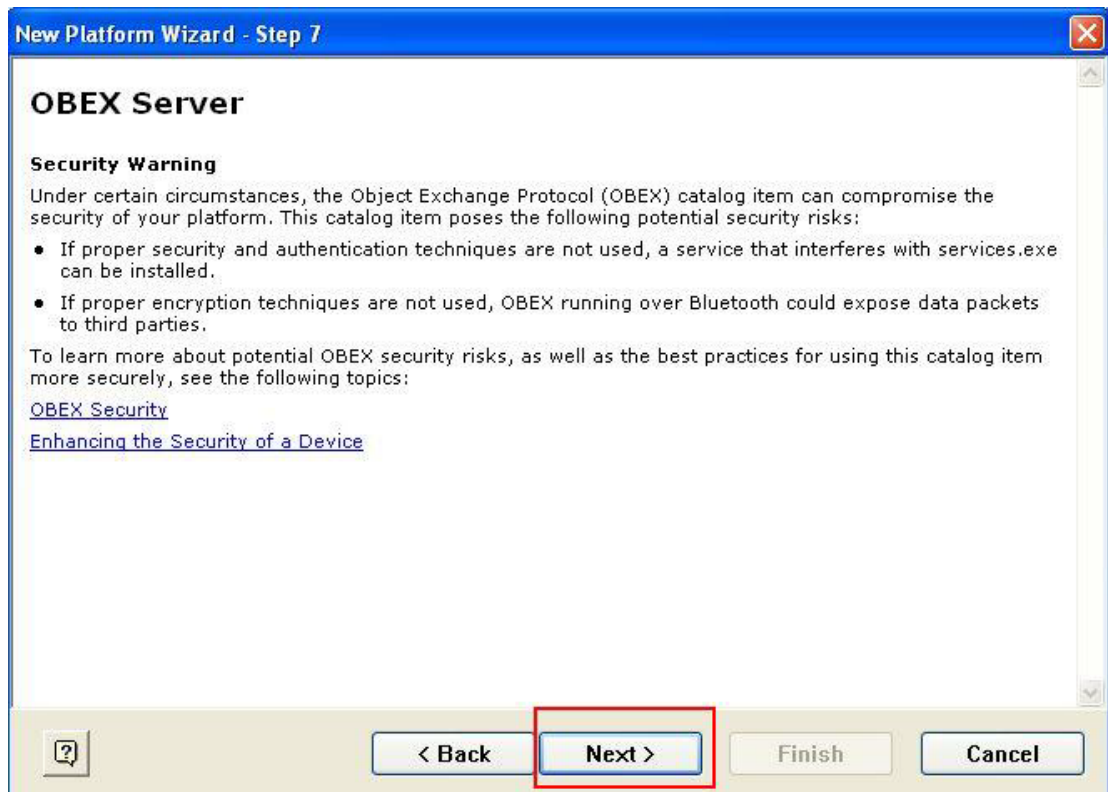 New Platform Wizard - Step 7
OBEX Server
Security Warning
Under certain circumstances, the Object Exchange Protocol (OBEX) catalog item can compromise the
security of your platform. This catalog item poses the following potential security risks:
● If proper security and authentication techniques are not used, a service that interferes with services.exe
can be installed.
● If proper encryption techniques are not used, OBEX running over Bluetooth could expose data packets
to third parties.
To learn more about potential OBEX security risks, as well as the best practices for using this catalog item
more securely, see the following topics:
OBEX Security
Enhancing the Security of a Device
< Back Next > Finish Cancel